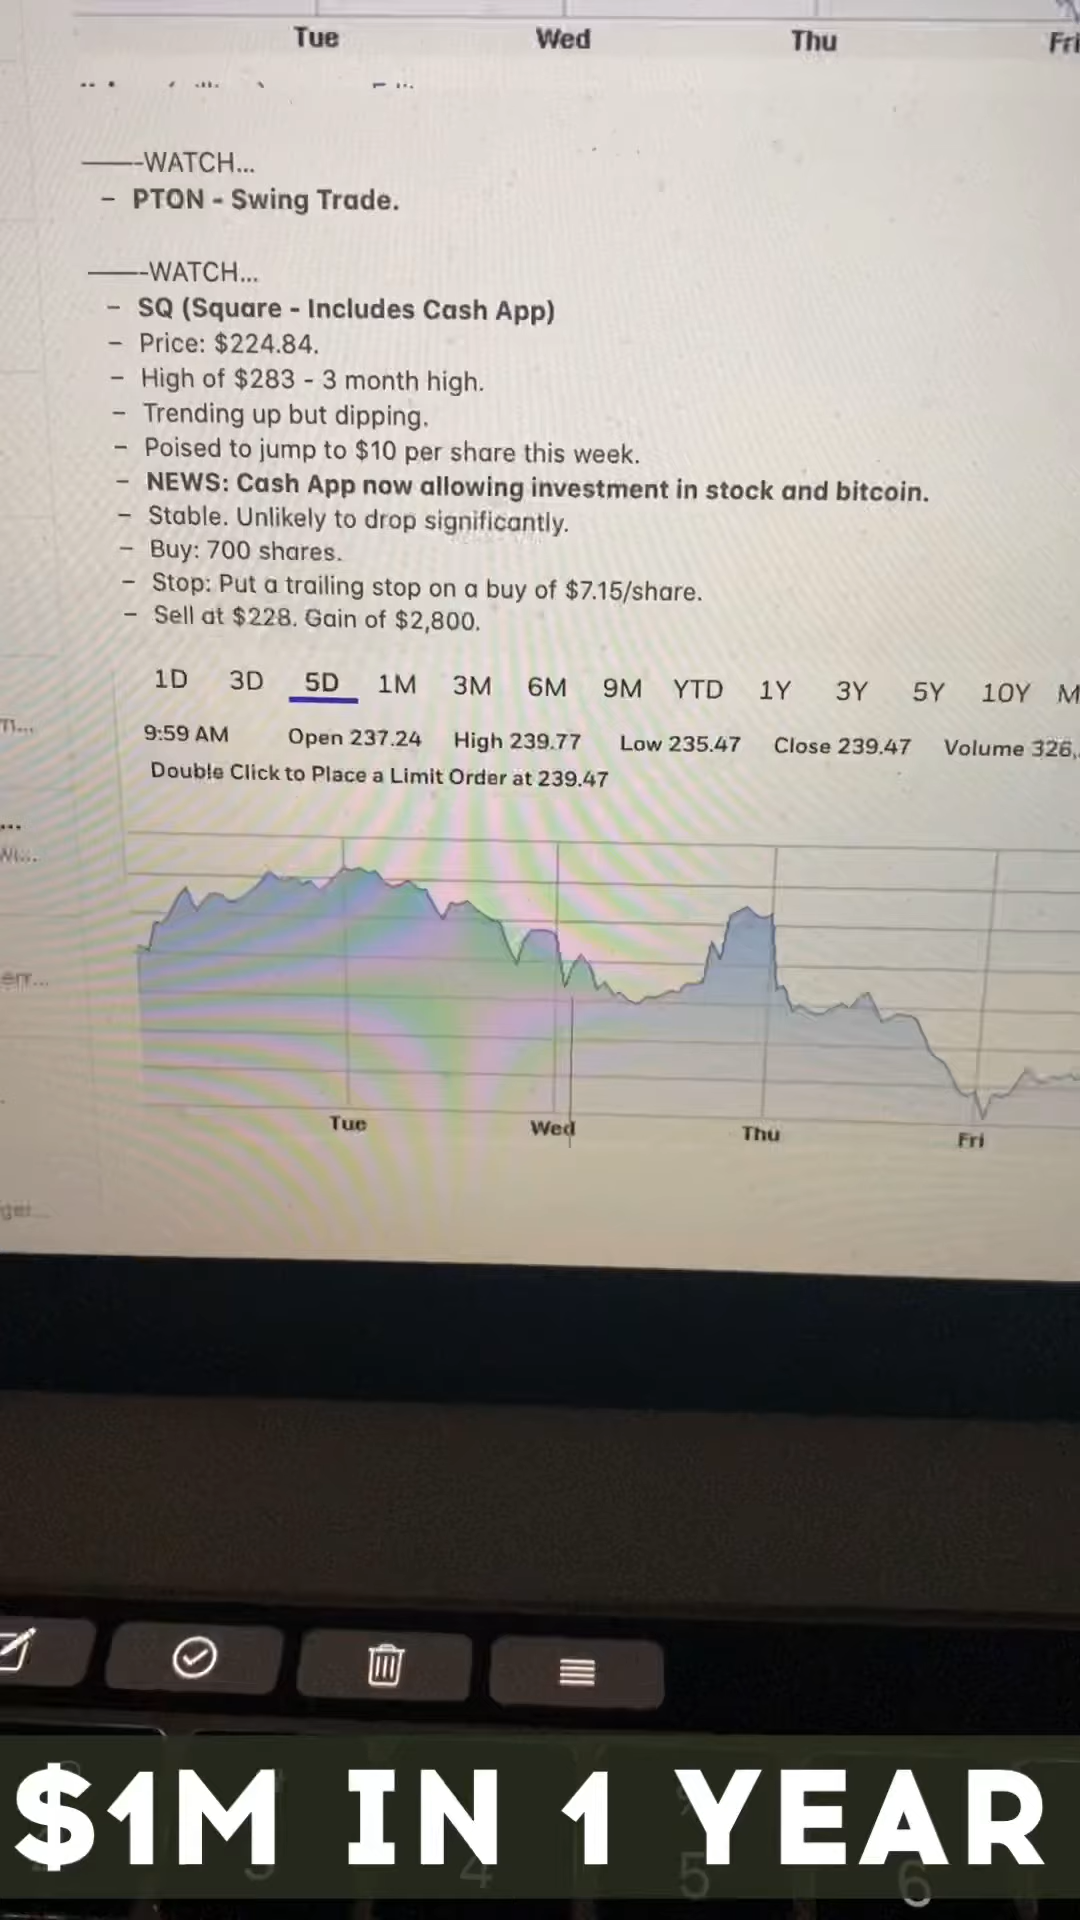 Tue Wed Thu Fri
-WATCH...
- PTON - Swing Trade.
-WATCH...
- SQ (Square - Includes Cash App)
- Price: $224.84.
- High of $283 - 3 month high.
- Trending up but dipping.
- Poised to jump to $10 per share this week.
- NEWS: Cash App now allowing investment in stock and bitcoin.
- Stable. Unlikely to drop significantly.
- Buy: 700 shares.
- Stop: Put a trailing stop on a buy of $7.15/share.
- Sell at $228. Gain of $2,800.
1D 3D 5D 1M 3M 6M 9M YTD 1Y 3Y 5Y 10Y M
9:59 AM Open 237.24 High 239.77 Low 235.47 Close 239.47 Volume 326,
Double Click to Place a Limit Order at 239.47
Tue Wed Thu Fri
$1M IN 1 YEAR
3 4 5 6